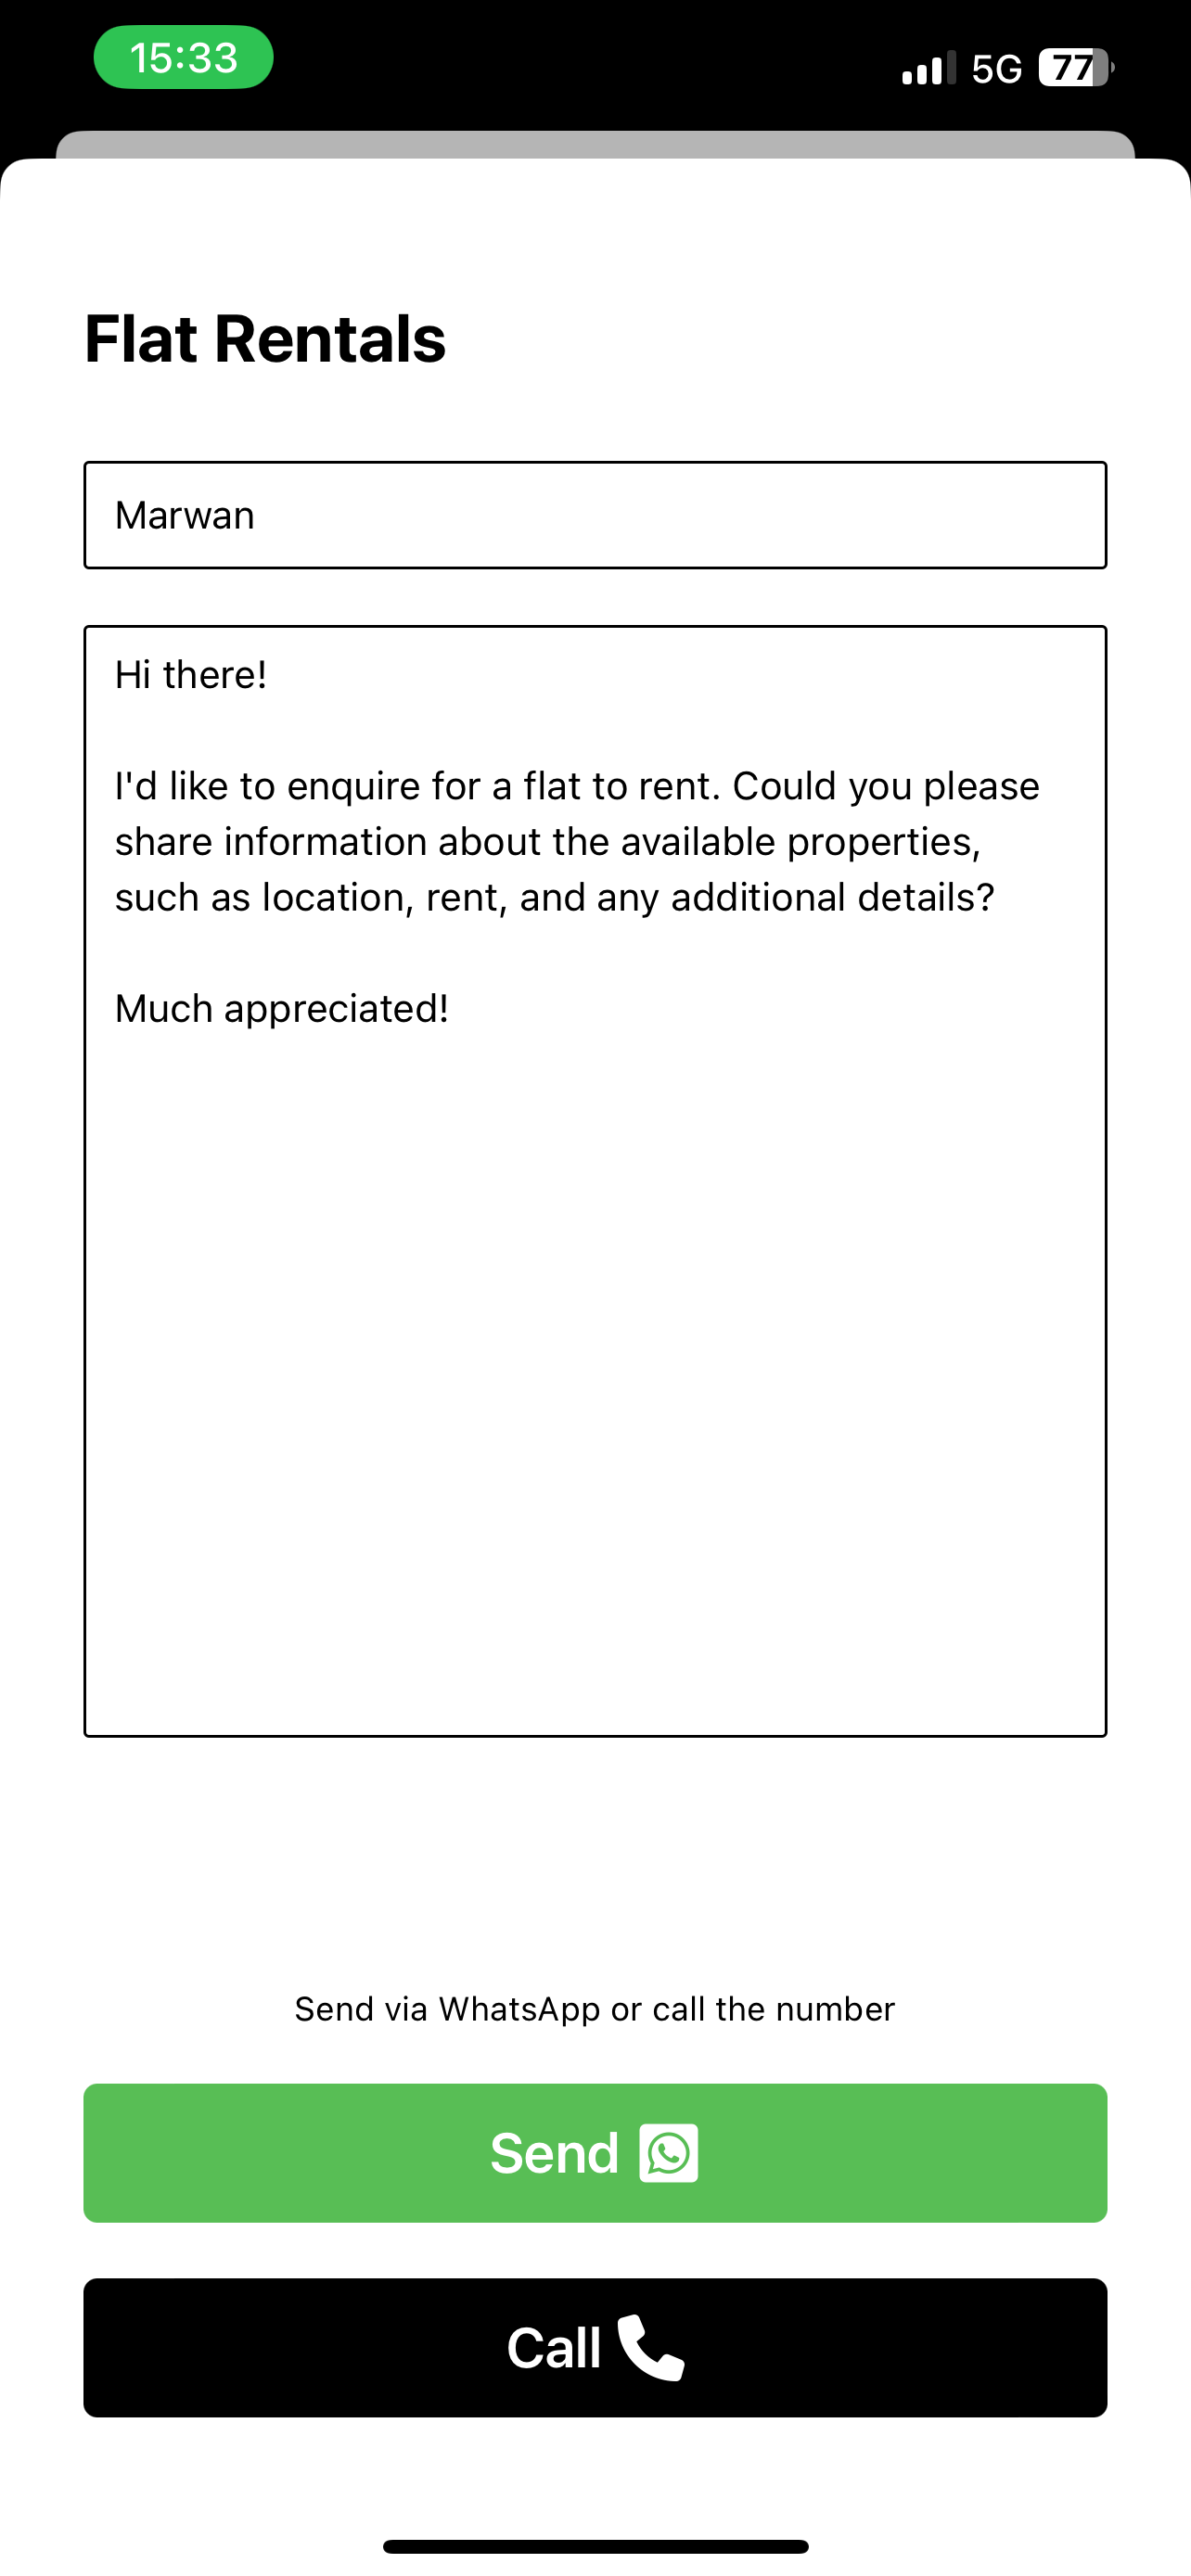 15:33
5G 77
Flat Rentals
Marwan
Hi there!
I'd like to enquire for a flat to rent. Could you please
share information about the available properties,
such as location, rent, and any additional details?
Much appreciated!
Send via WhatsApp or call the number
Send
Call